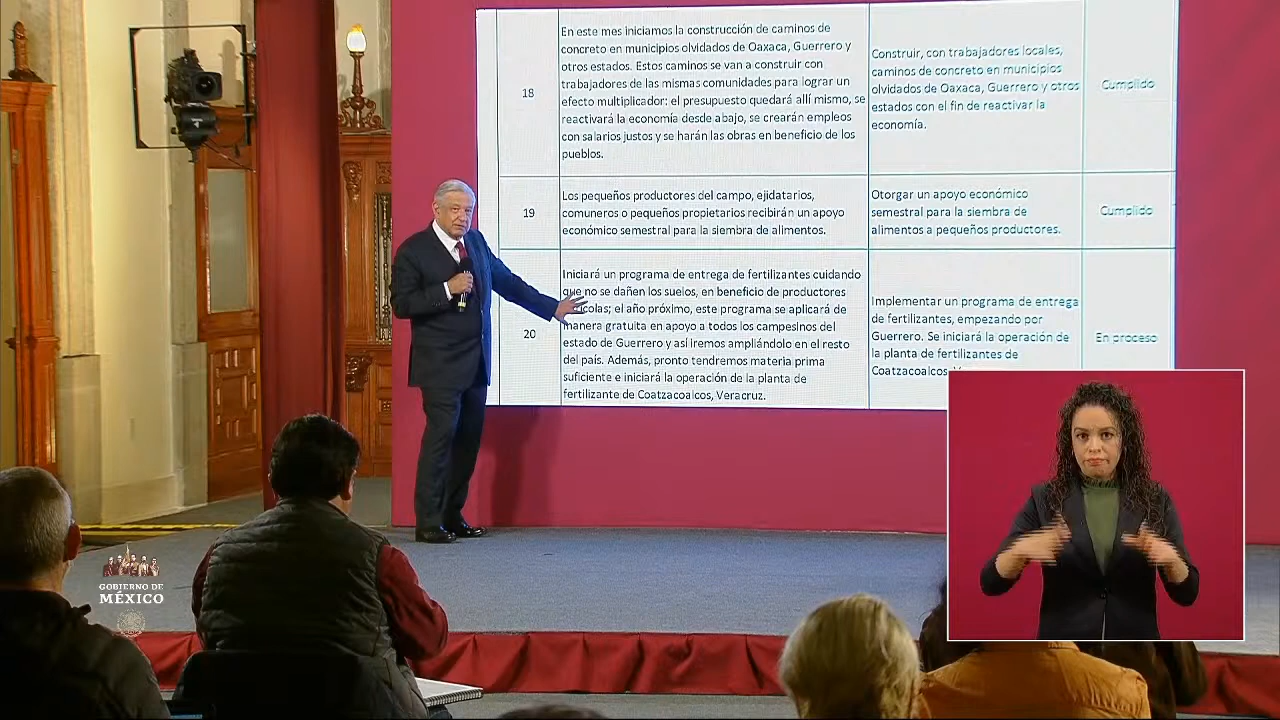 18
En este mes iniciamos la construcción de caminos de
concreto en municipios olvidados de Oaxaca, Guerrero y
otros estados. Estos caminos se van a construir con
trabajadores de las mismas comunidades para lograr un
efecto multiplicador: el presupuesto quedará allí mismo, se
reactivará la economía desde abajo, se crearán empleos
con salarios justos y se harán las obras en beneficio de los
pueblos.
Construir, con trabajadores locales,
caminos de concreto en municipios
olvidados de Oaxaca, Guerrero y otros
estados con el fin de reactivar la
economía.
Cumplido
19
Los pequeños productores del campo, ejidatarios,
comuneros o pequeños propietarios recibirán un apoyo
económico semestral para la siembra de alimentos.
Otorgar un apoyo económico
semestral para la siembra de
alimentos a pequeños productores.
Cumplido
20
Iniciará un programa de entrega de fertilizantes cuidando
que no se dañen los suelos, en beneficio de productores
el año próximo, este programa se aplicará de
manera gratuita en apoyo a todos los campesinos del
estado de Guerrero y así iremos ampliándolo en el resto
del país. Además, pronto tendremos materia prima
suficiente e iniciará la operación de la planta de
fertilizante de Coatzacoalcos, Veracruz.
Implementar un programa de entrega
de fertilizantes, empezando por
Guerrero. Se iniciará la operación de
la planta de fertilizantes de
Coatzacoalcos
En proceso
GOBIERNO DE
MÉXICO